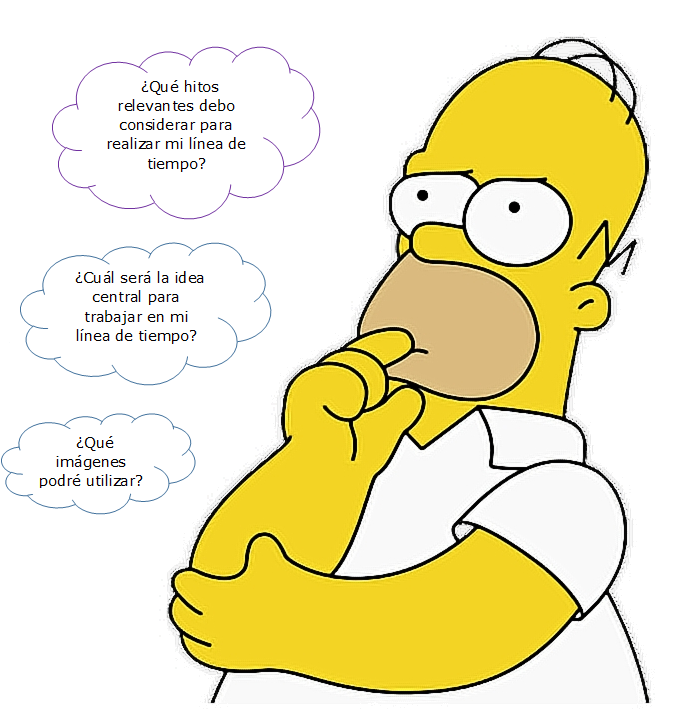 ¿Qué hitos
relevantes debo
considerar para
realizar mi línea de
tiempo?
¿Cuál será la idea
central para
trabajar en mi
línea de tiempo?
¿Qué
imágenes
podré utilizar?